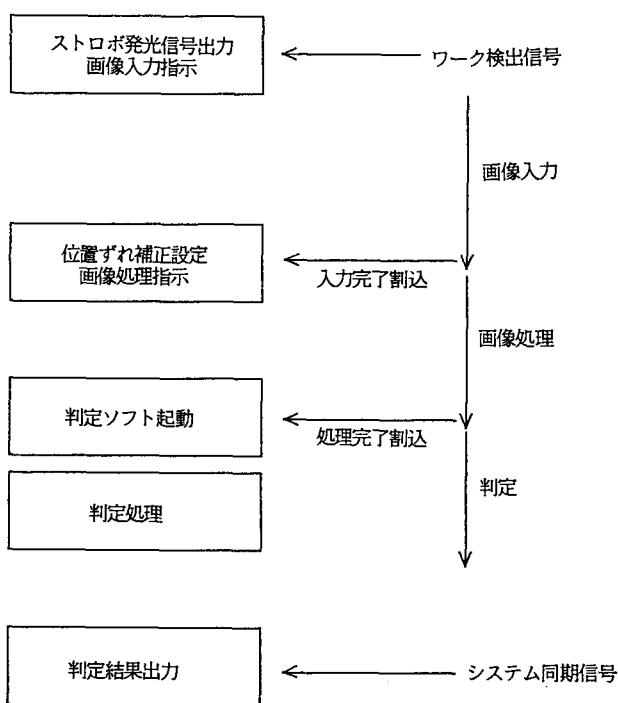 ストロボ発光信号出力
画像入力指示
ワーク検出信号
画像入力
位置ずれ補正設定
画像処理指示
入力完了割込
画像処理
判定ソフト起動
処理完了割込
判定処理
判定
判定結果出力
システム同期信号